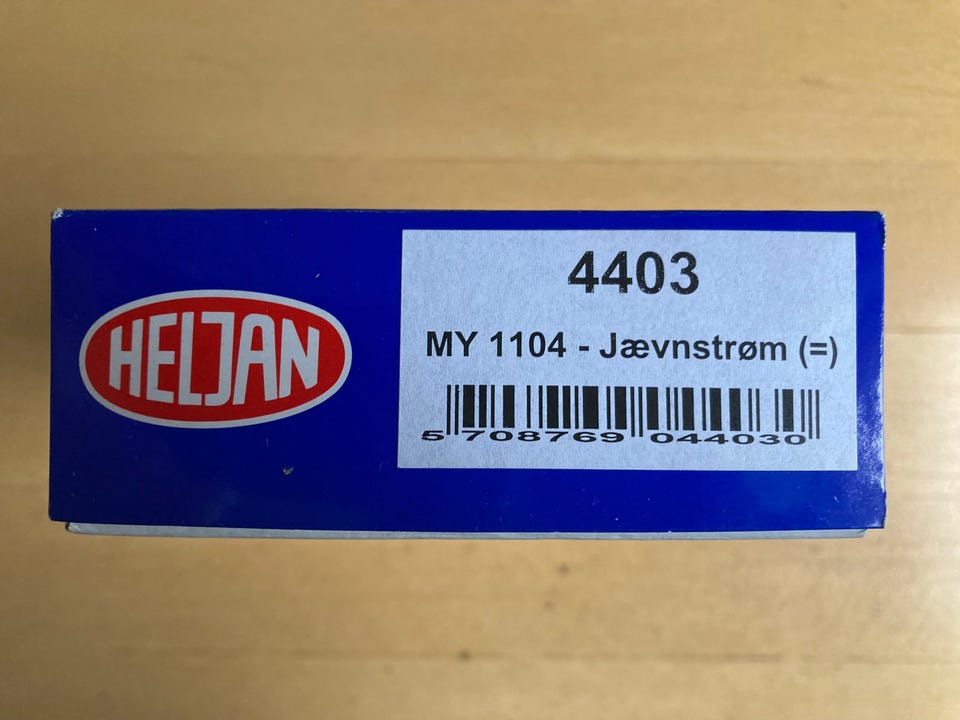 HELJAN
4403
MY 1104 - Jævnstrøm (=)
5 708769 044030